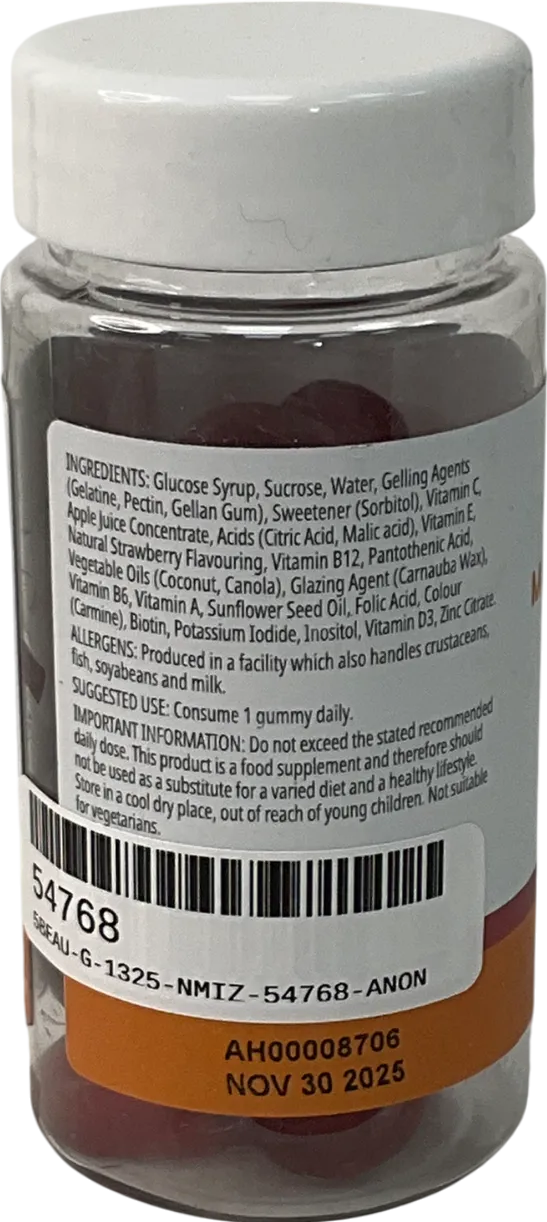 INGREDIENTS: Glucose Syrup, Sucrose, Water, Gelling Agents
(Gelatine, Pectin, Gellan Gum), Sweetener (Sorbitol), Vitamin C,
Apple Juice Concentrate, Acids (Citric Acid, Malic acid), Vitamin E,
Natural Strawberry Flavouring, Vitamin B12, Pantothenic Acid,
Vegetable Oils (Coconut, Canola), Glazing Agent (Carnauba Wax),
Vitamin B6, Vitamin A, Sunflower Seed Oil, Folic Acid, Colour
(Carmine), Biotin, Potassium Iodide, Inositol, Vitamin D3, Zinc Citrate.
ALLERGENS: Produced in a facility which also handles crustaceans,
fish, soyabeans and milk.
SUGGESTED USE: Consume 1 gummy daily.
IMPORTANT INFORMATION: Do not exceed the stated recommended
daily dose. This product is a food supplement and therefore should
not be used as a substitute for a varied diet and a healthy lifestyle.
Store in a cool dry place, out of reach of young children. Not suitable
for vegetarians.
54768
5BEAU-G-1325-NMIZ-54768-ANON
AH00008706
NOV 30 2025